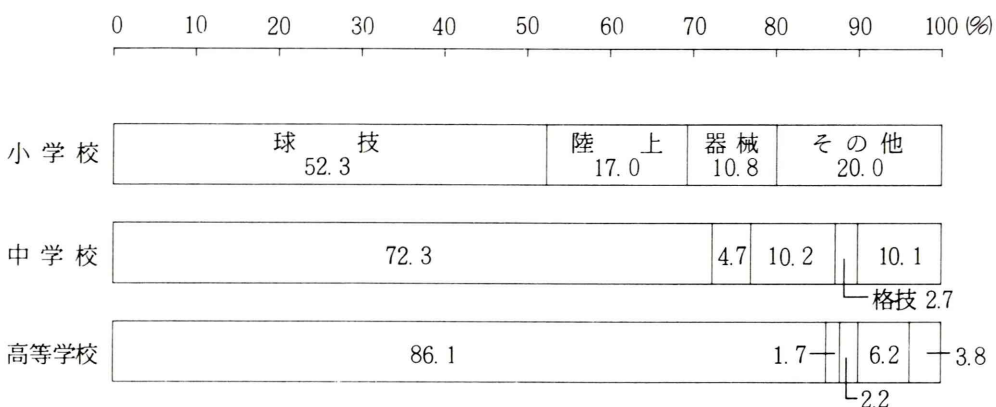 0 10 20 30 40 50 60 70 80 90 100 (%)
小学校
球技 陸上 器械 その他
52.3 17.0 10.8 20.0
中学校
72.3 4.7 10.2 10.1
格技 2.7
高等学校
86.1 1.7 6.2 3.8
2.2